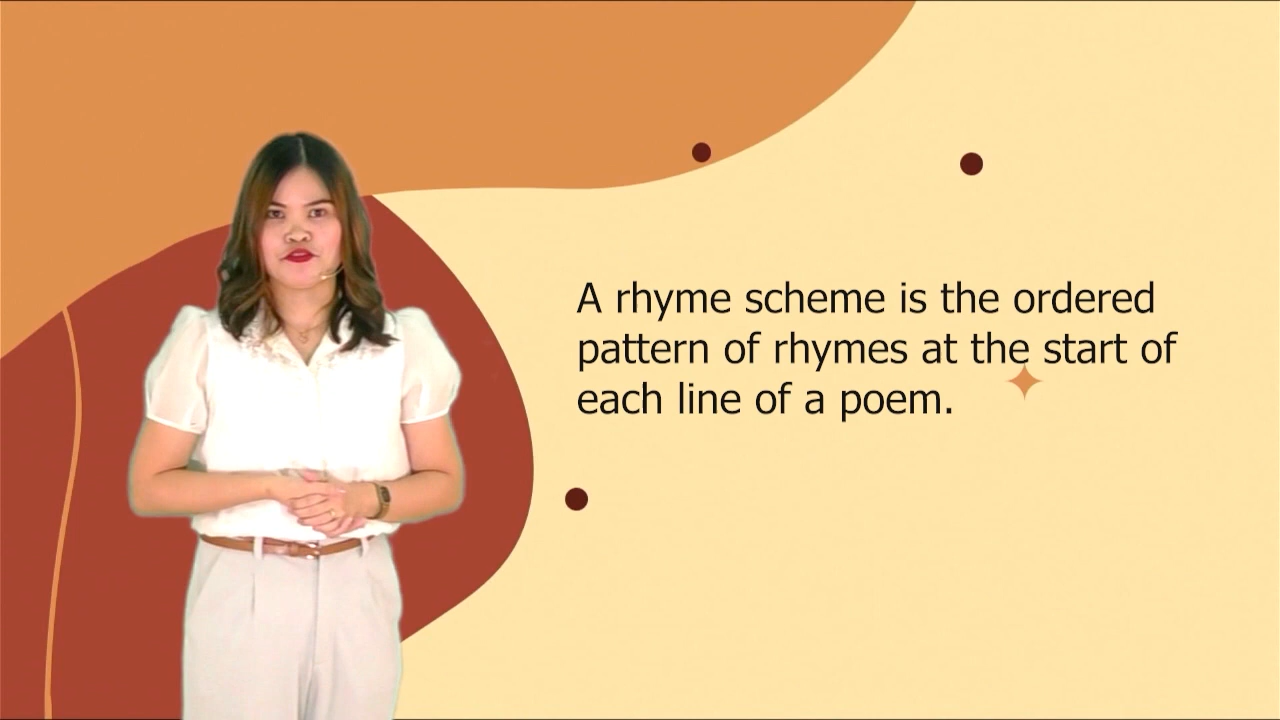 A rhyme scheme is the ordered
pattern of rhymes at the start of
each line of a poem.